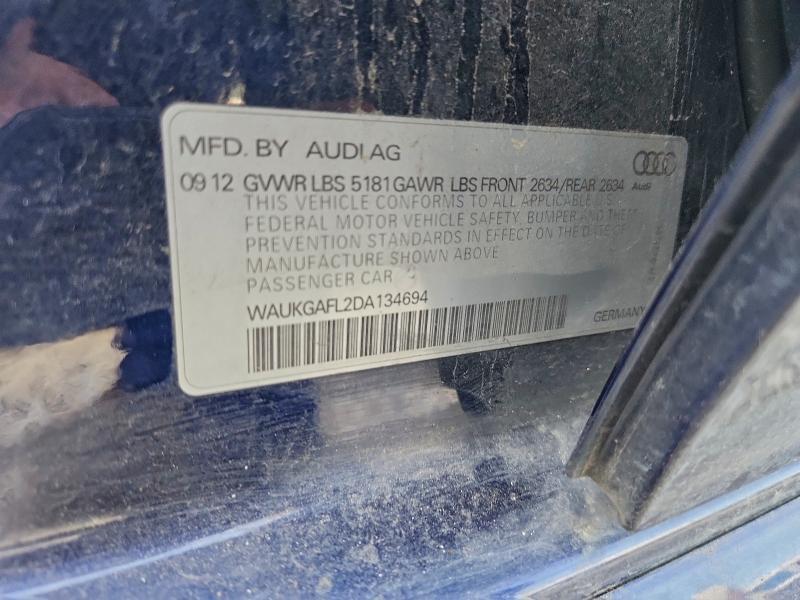 MFD. BY AUDI AG
09 12 GVWR LBS 5181 GAWR LBS FRONT 2634/REAR 2634 Audi
THIS VEHICLE CONFORMS TO ALL APPLICABLE U.S.
FEDERAL MOTOR VEHICLE SAFETY, BUMPER AND THEFT
PREVENTION STANDARDS IN EFFECT ON THE DATE OF
MANUFACTURE SHOWN ABOVE
PASSENGER CAR
WAUKGAFL2DA134694
GERMANY